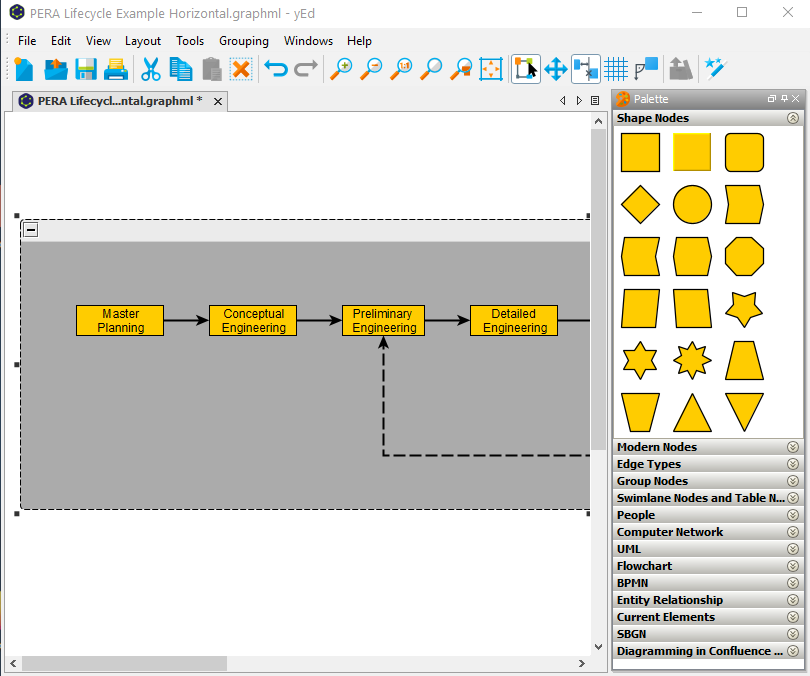 PERA Lifecycle Example Horizontal.graphml - yEd
File Edit View Layout Tools Grouping Windows Help
PERA Lifecycl...ntal.graphml *
Palette
Shape Nodes
Master
Planning
Conceptual
Engineering
Preliminary
Engineering
Detailed
Engineering
Modern Nodes
Edge Types
Group Nodes
Swimlane Nodes and Table N...
People
Computer Network
UML
Flowchart
BPMN
Entity Relationship
Current Elements
SBGN
Diagramming in Confluence ...